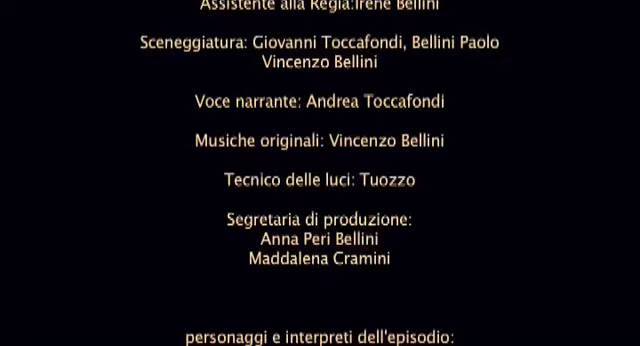 Assistente alla Regia:Irene Bellini
Sceneggiatura: Giovanni Toccafondi, Bellini Paolo
Vincenzo Bellini
Voce narrante: Andrea Toccafondi
Musiche originali: Vincenzo Bellini
Tecnico delle luci: Tuozzo
Segretaria di produzione:
Anna Peri Bellini
Maddalena Cramini
personaggi e interpreti dell'episodio: